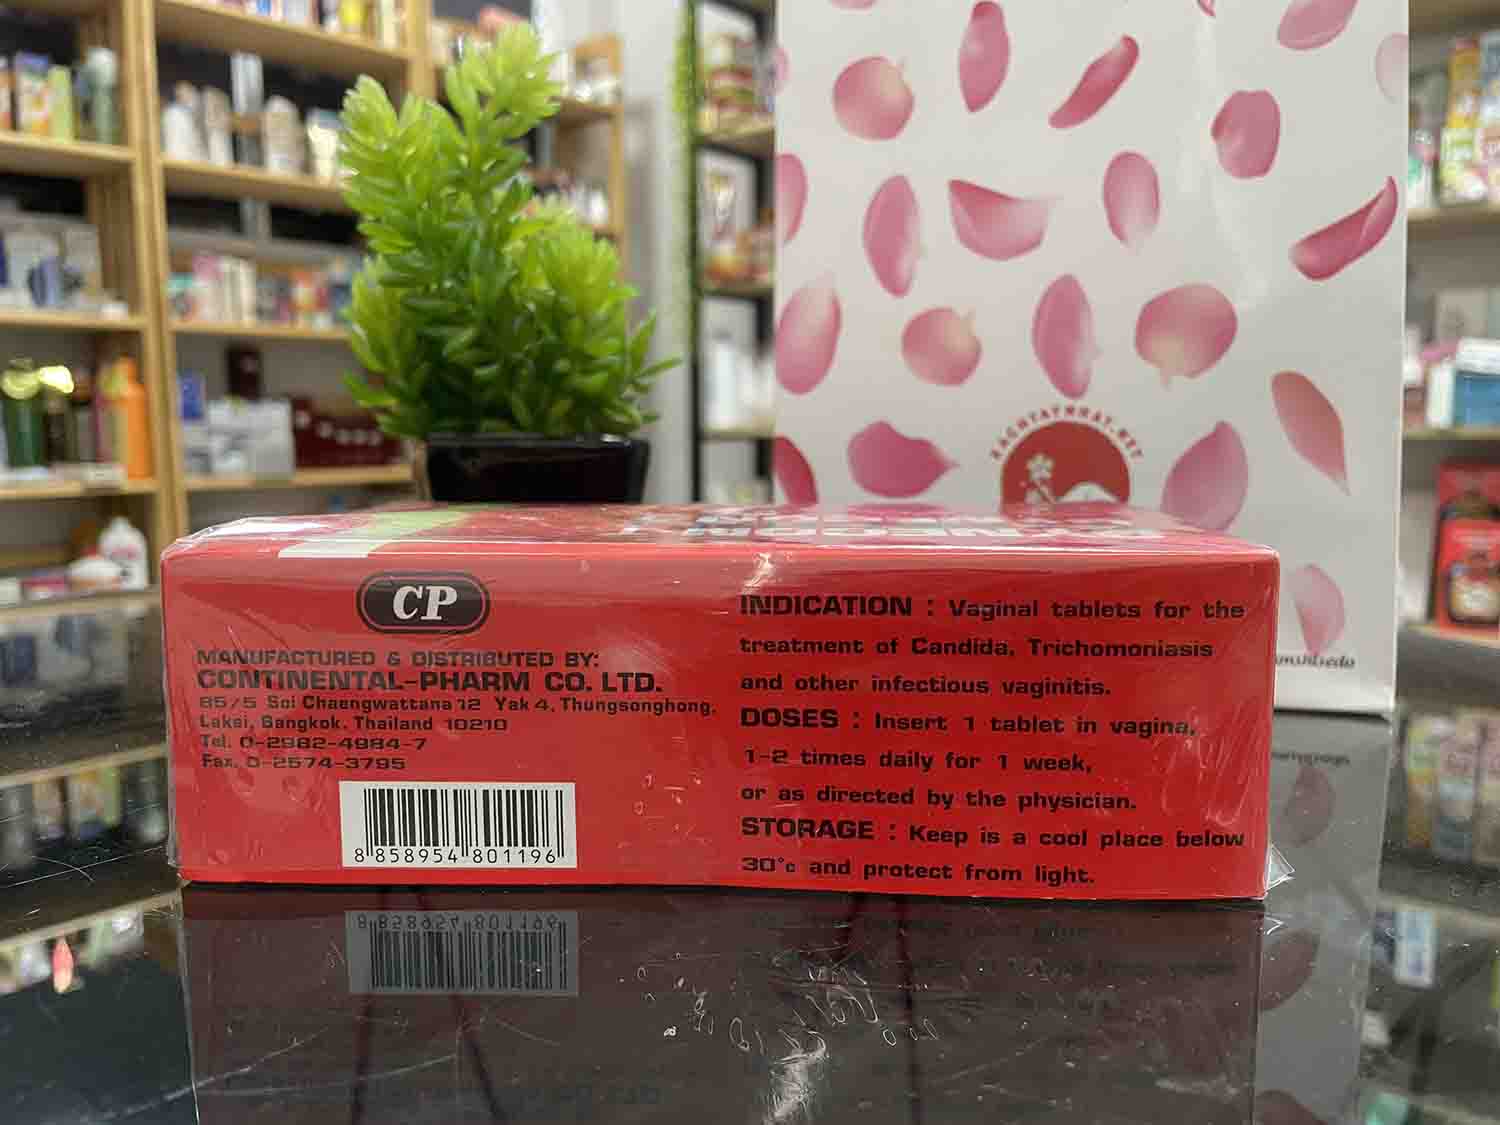 XACHTAYNHAT.NET
CP
MANUFACTURED & DISTRIBUTED BY:
CONTINENTAL-PHARM CO. LTD.
85/5 Soi Chaengwattana 12 Yak 4, Thungsonghong,
Laksi, Bangkok. Thailand 10210
Tel. 0-2982-4984-7
Fax. 0-2574-3795
8 858954 801196
INDICATION : Vaginal tablets for the
treatment of Candida, Trichomoniasis
and other infectious vaginitis.
DOSES : Insert 1 tablet in vagina,
1-2 times daily for 1 week,
or as directed by the physician.
STORAGE : Keep is a cool place below
30°c and protect from light.